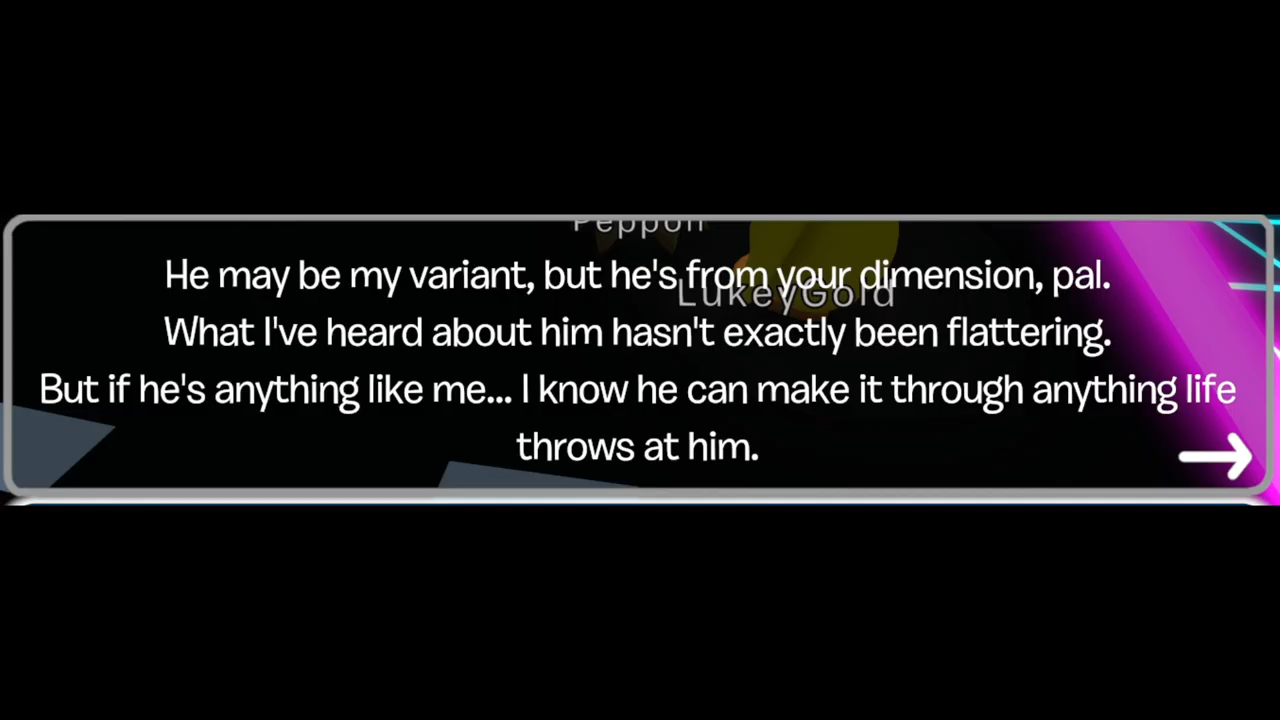 Peppon
He may be my variant, but he's from your dimension, pal.
LukeyGold
What I've heard about him hasn't exactly been flattering.
But if he's anything like me... I know he can make it through anything life
throws at him.